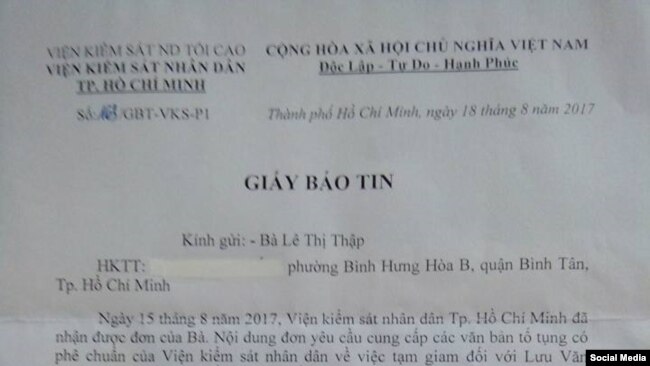 VIỆN KIỂM SÁT ND TỐI CAO
VIỆN KIỂM SÁT NHÂN DÂN
TP. HỒ CHÍ MINH
Số: /GBT-VKS-P1
CỘNG HÒA XÃ HỘI CHỦ NGHĨA VIỆT NAM
Độc Lập - Tự Do - Hạnh Phúc
Thành phố Hồ Chí Minh, ngày 18 tháng 8 năm 2017
GIẤY BÁO TIN
Kính gửi: - Bà Lê Thị Thập
HKTT: phường Bình Hưng Hòa B, quận Bình Tân,
Tp. Hồ Chí Minh
Ngày 15 tháng 8 năm 2017, Viện kiểm sát nhân dân Tp. Hồ Chí Minh đã
nhận được đơn của Bà. Nội dung đơn yêu cầu cung cấp các văn bản tố tụng có
phê chuẩn của Viện kiểm sát nhân dân về việc tạm giam đối với Lưu Văn
Social Media